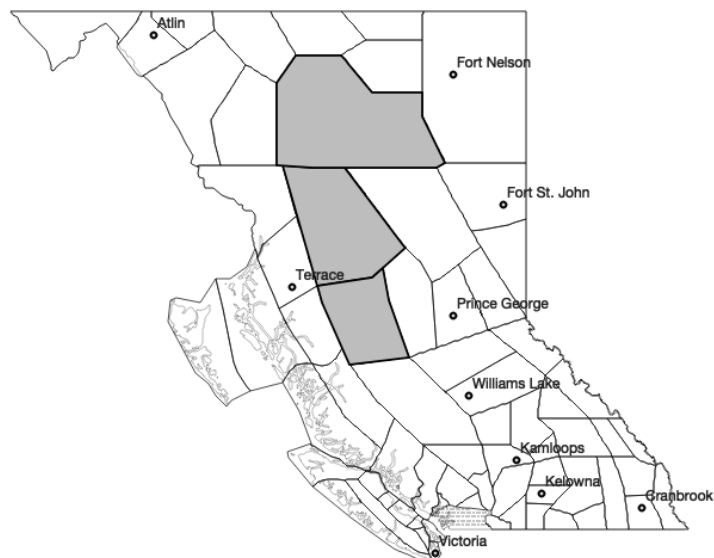 Atlin
Fort Nelson
Fort St. John
Terrace
Prince George
Williams Lake
Kamloops
Kelowna
Cranbrook
Victoria